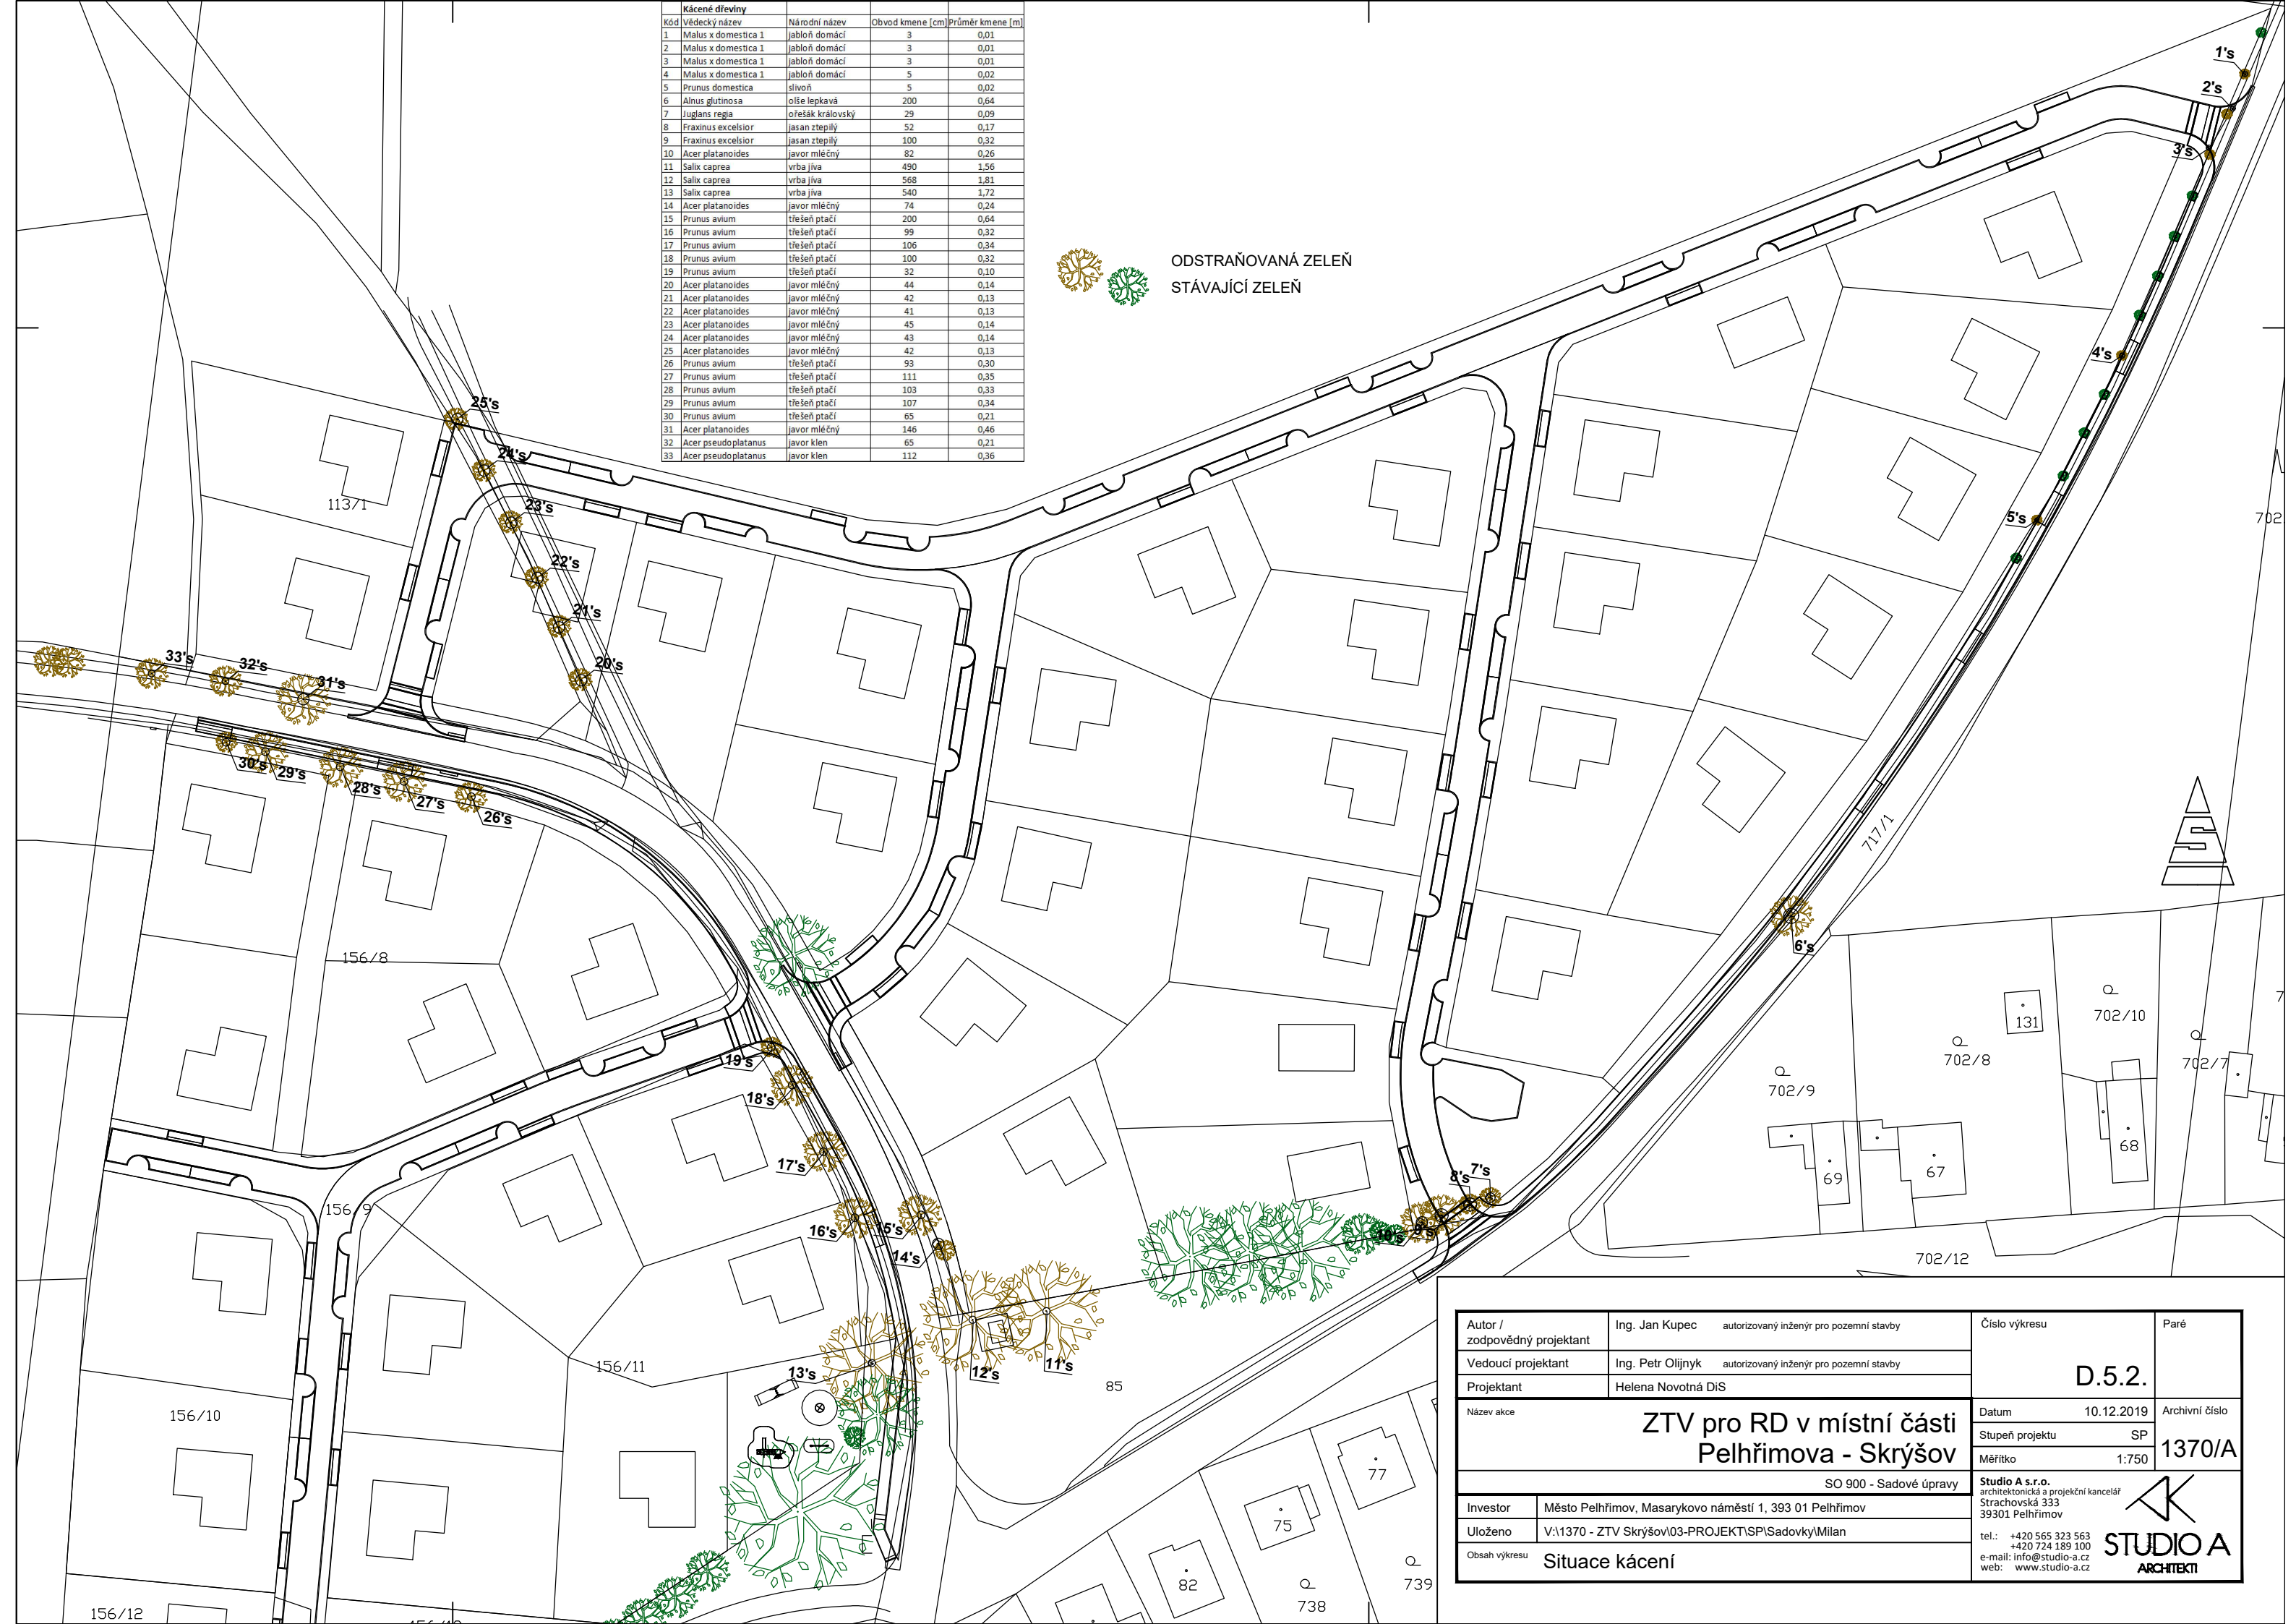 Kácené dřeviny
Kód Vědecký název Národní název Obvod kmene [cm] Průměr kmene [m]
1 Malus x domestica 1 jabloň domácí 3 0,01
2 Malus x domestica 1 jabloň domácí 3 0,01
3 Malus x domestica 1 jabloň domácí 3 0,01
4 Malus x domestica 1 jabloň domácí 5 0,02
5 Prunus domestica slivoň 5 0,02
6 Alnus glutinosa olše lepkavá 200 0,64
7 Juglans regia ořešák královský 29 0,09
8 Fraxinus excelsior jasan ztepilý 52 0,17
9 Fraxinus excelsior jasan ztepilý 100 0,32
10 Acer platanoides javor mléčný 82 0,26
11 Salix caprea vrba jíva 490 1,56
12 Salix caprea vrba jíva 568 1,81
13 Salix caprea vrba jíva 540 1,72
14 Acer platanoides javor mléčný 74 0,24
15 Prunus avium třešeň ptačí 200 0,64
16 Prunus avium třešeň ptačí 99 0,32
17 Prunus avium třešeň ptačí 106 0,34
18 Prunus avium třešeň ptačí 100 0,32
19 Prunus avium třešeň ptačí 32 0,10
20 Acer platanoides javor mléčný 44 0,14
21 Acer platanoides javor mléčný 42 0,13
22 Acer platanoides javor mléčný 41 0,13
23 Acer platanoides javor mléčný 45 0,14
24 Acer platanoides javor mléčný 43 0,14
25 Acer platanoides javor mléčný 42 0,13
26 Prunus avium třešeň ptačí 93 0,30
27 Prunus avium třešeň ptačí 111 0,35
28 Prunus avium třešeň ptačí 103 0,33
29 Prunus avium třešeň ptačí 107 0,34
30 Prunus avium třešeň ptačí 65 0,21
31 Acer platanoides javor mléčný 146 0,46
32 Acer pseudoplatanus javor klen 65 0,21
33 Acer pseudoplatanus javor klen 112 0,36
ODSTRAŇOVANÁ ZELEŇ
STÁVAJÍCÍ ZELEŇ
1's
2's
3's
4's
5's
702
25's
24's
23's
22's
21's
20's
113/1
33's
32's
31's
30's
29's
28's
27's
26's
717/1
6's
156/8
131
702/10
702/8
702/7
702/9
7
69
67
68
702/12
19's
18's
17's
16's
15's
14's
156/9
8's
7's
10's
9's
13's
12's
11's
156/11
85
156/10
77
75
82
739
738
156/12
Autor /
zodpovědný projektant
Ing. Jan Kupec autorizovaný inženýr pro pozemní stavby
Vedoucí projektant Ing. Petr Olijnyk autorizovaný inženýr pro pozemní stavby
Projektant Helena Novotná DiS
Číslo výkresu
D.5.2.
Paré
Název akce
ZTV pro RD v místní části
Pelhřimova - Skrýšov
SO 900 - Sadové úpravy
Datum 10.12.2019
Stupeň projektu SP
Měřítko 1:750
Archivní číslo
1370/A
Investor Město Pelhřimov, Masarykovo náměstí 1, 393 01 Pelhřimov
Uloženo V:\1370 - ZTV Skrýšov\03-PROJEKT\SP\Sadovky\Milan
Obsah výkresu Situace kácení
Studio A s.r.o.
architektonická a projekční kancelář
Strachovská 333
39301 Pelhřimov
tel.: +420 565 323 563
+420 724 189 100
e-mail: info@studio-a.cz
web: www.studio-a.cz
STUDIO A
ARCHITEKTI